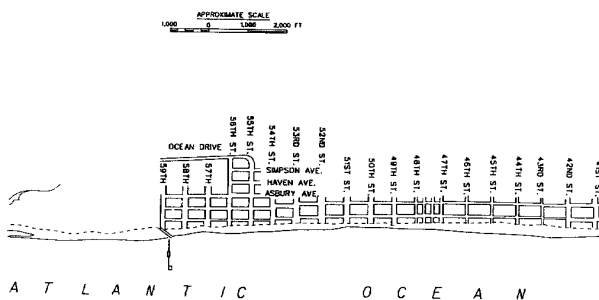 APPROXIMATE SCALE
1,000 0 1,000 2,000 FT
OCEAN DRIVE
59TH
58TH
57TH
56TH ST.
55TH ST.
54TH ST.
53RD ST.
52ND ST.
51ST ST.
50TH ST.
49TH ST.
48TH ST.
47TH ST.
46TH ST.
45TH ST.
44TH ST.
43RD ST.
42ND ST.
SIMPSON AVE.
HAVEN AVE.
ASBURY AVE.
ATLANTIC OCEAN